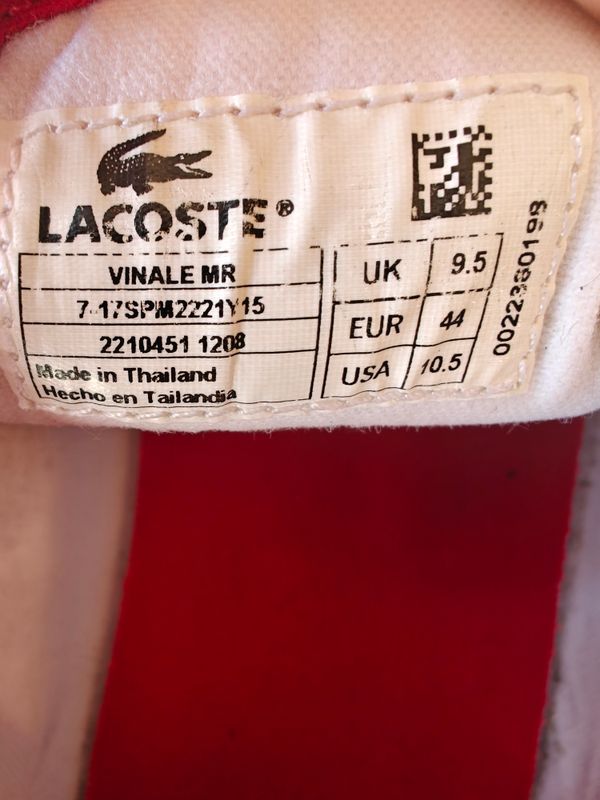 LACOSTE®
VINALE MR
7-17SPM2221Y15
2210451 1208
Made in Thailand
Hecho en Tailandia
UK 9.5
EUR 44
USA 10.5
0022380198